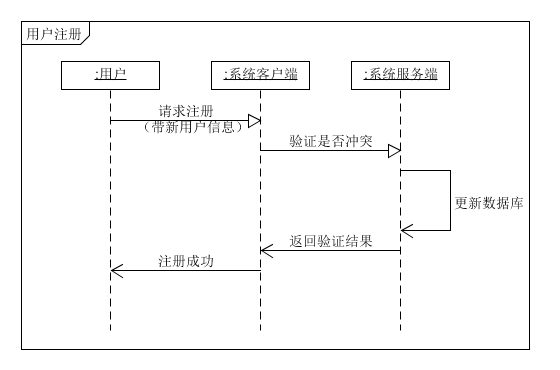 用户注册
:用户
:系统客户端
:系统服务端
请求注册
（带新用户信息）
验证是否冲突
更新数据库
返回验证结果
注册成功